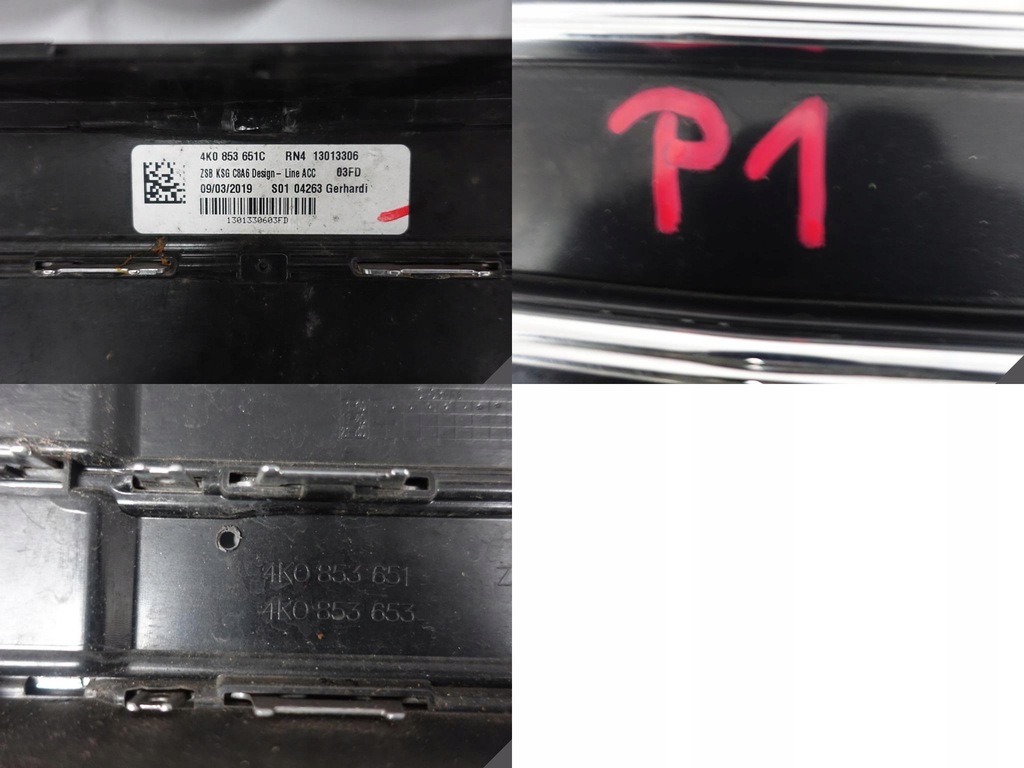 4K0 853 651C RN4 13013306
ZSB KSG C8A6 Design- Line ACC 03FD
09/03/2019 S01 04263 Gerhardi
1301330603FD
P1
4K0 853 651
4K0 853 653